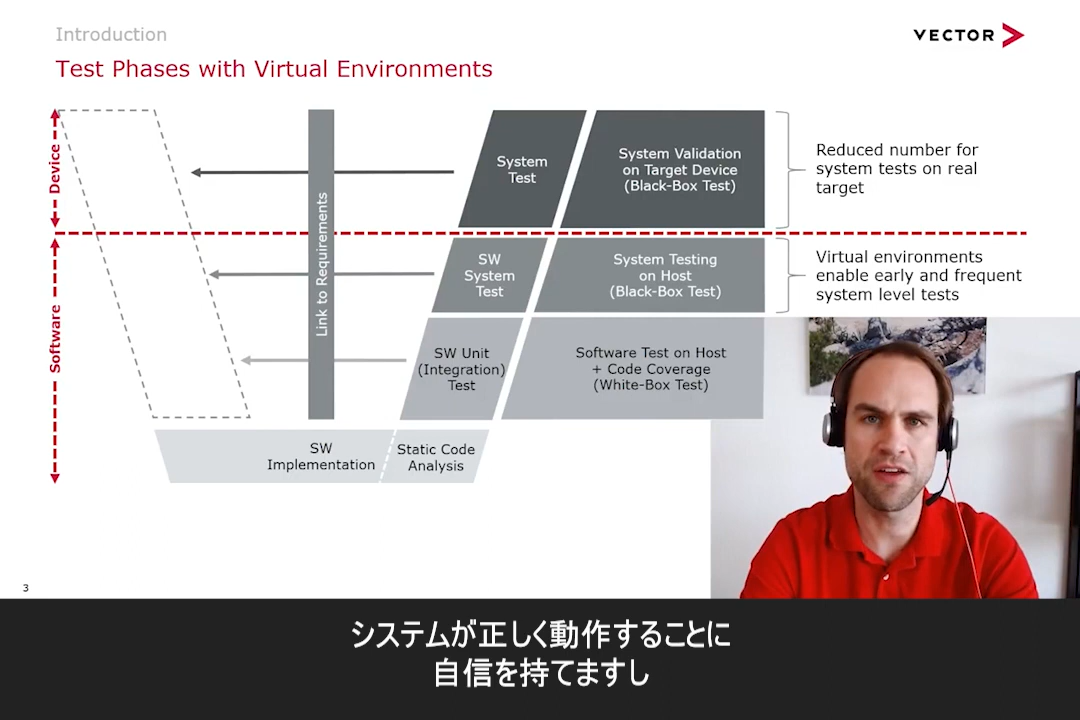 Introduction
VECTOR
Test Phases with Virtual Environments
Device
Software
Link to Requirements
System
Test
System Validation
on Target Device
(Black-Box Test)
Reduced number for
system tests on real
target
SW
System
Test
System Testing
on Host
(Black-Box Test)
Virtual environments
enable early and frequent
system level tests
SW Unit
(Integration)
Test
Software Test on Host
+ Code Coverage
(White-Box Test)
SW
Implementation
Static Code
Analysis
3
システムが正しく動作することに
自信を持てますし